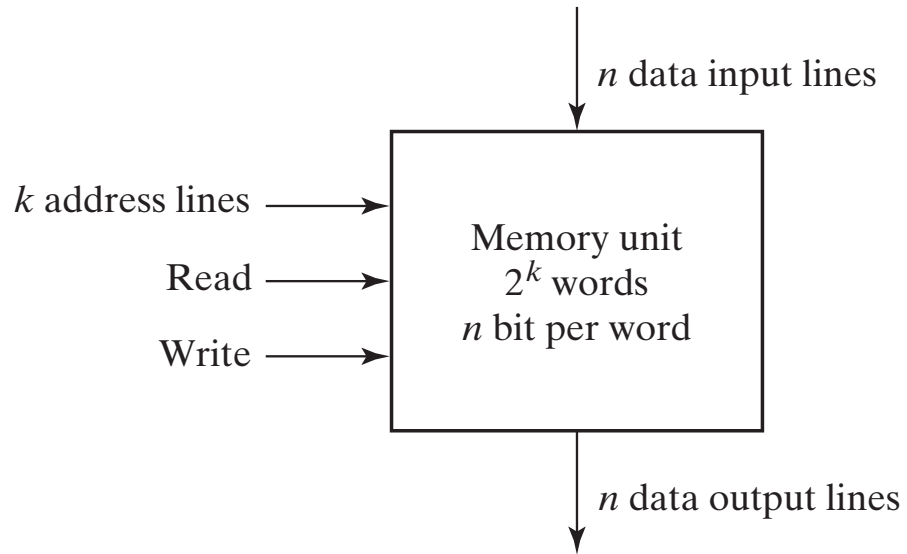 n data input lines
k address lines
Read
Write
Memory unit
2^k words
n bit per word
n data output lines